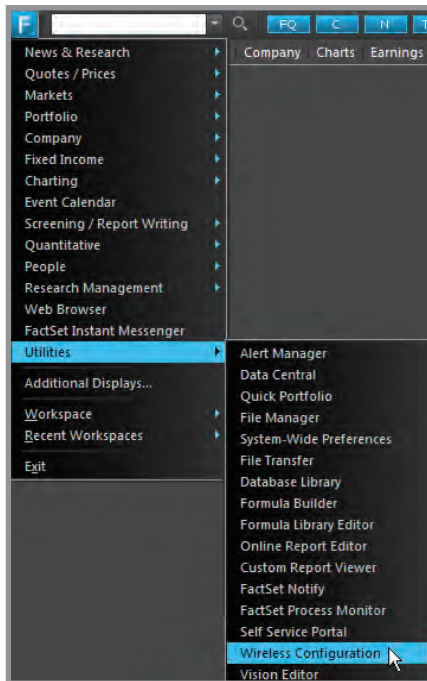 F FQ C N T
Company Charts Earnings
News & Research
Quotes / Prices
Markets
Portfolio
Company
Fixed Income
Charting
Event Calendar
Screening / Report Writing
Quantitative
People
Research Management
Web Browser
FactSet Instant Messenger
Utilities
Additional Displays...
Workspace
Recent Workspaces
Exit
Alert Manager
Data Central
Quick Portfolio
File Manager
System-Wide Preferences
File Transfer
Database Library
Formula Builder
Formula Library Editor
Online Report Editor
Custom Report Viewer
FactSet Notify
FactSet Process Monitor
Self Service Portal
Wireless Configuration
Vision Editor